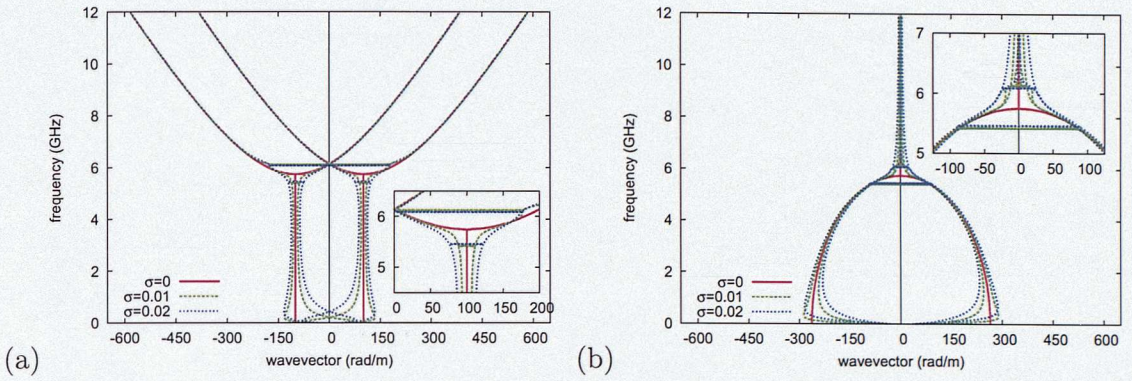 12
10
8
6
4
2
0
frequency (GHz)
-600 -450 -300 -150 0 150 300 450 600
wavevector (rad/m)
σ=0
σ=0.01
σ=0.02
6
5
0 50 100 150 200
(a)
12
10
8
6
4
2
0
frequency (GHz)
-600 -450 -300 -150 0 150 300 450 600
wavevector (rad/m)
σ=0
σ=0.01
σ=0.02
7
6
5
-100 -50 0 50 100
(b)